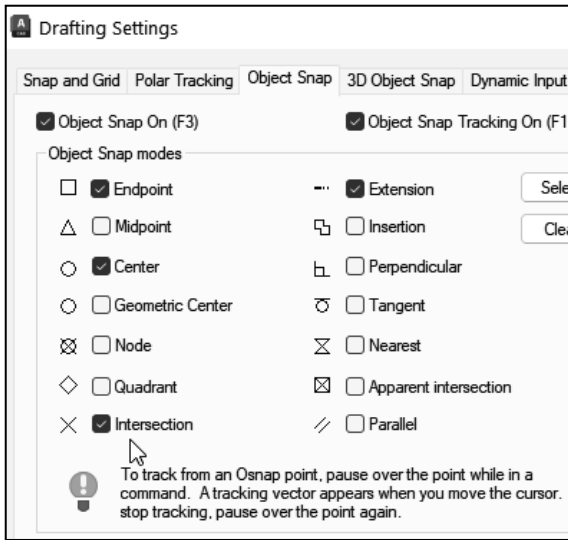 Drafting Settings
Snap and Grid Polar Tracking Object Snap 3D Object Snap Dynamic Input
Object Snap On (F3) Object Snap Tracking On (F1
Object Snap modes
Endpoint Extension Sele
Midpoint Insertion Clea
Center Perpendicular
Geometric Center Tangent
Node Nearest
Quadrant Apparent intersection
Intersection Parallel
To track from an Osnap point, pause over the point while in a
command. A tracking vector appears when you move the cursor.
stop tracking, pause over the point again.